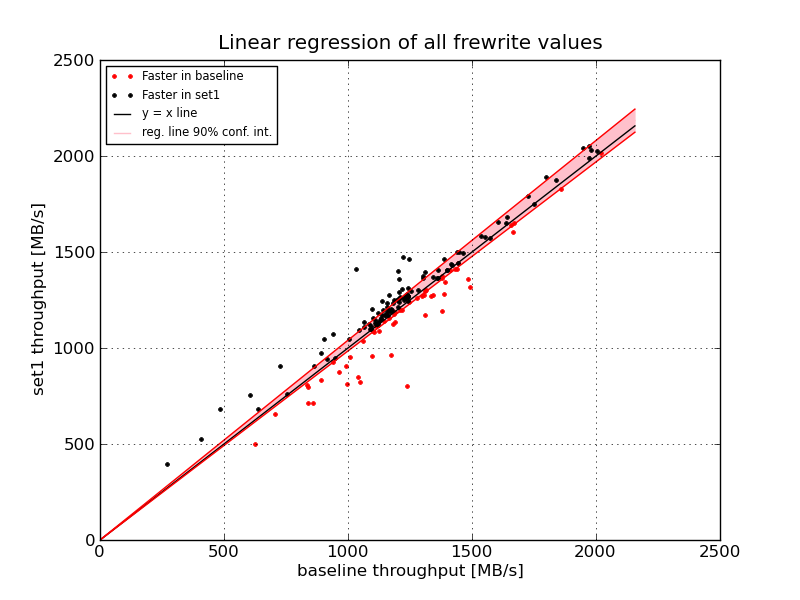 Linear regression of all frewrite values
2500
2000
1500
1000
500
0
set1 throughput [MB/s]
Faster in baseline
Faster in set1
y = x line
reg. line 90% conf. int.
0
500
1000
1500
2000
2500
baseline throughput [MB/s]